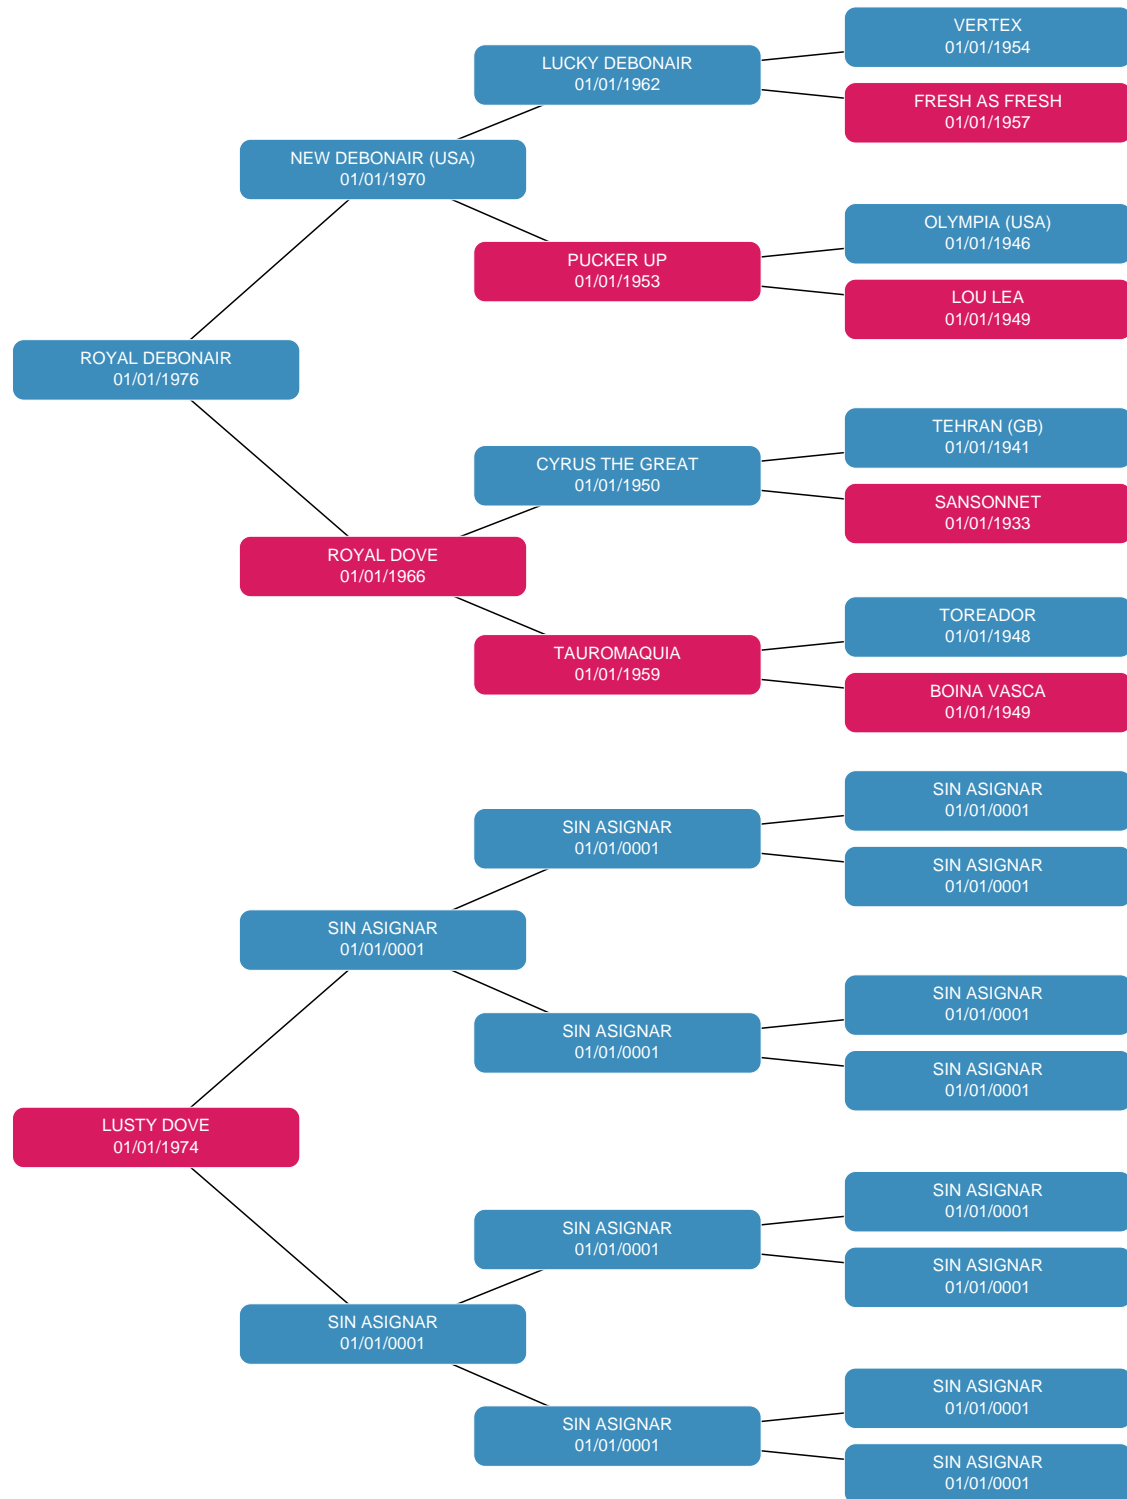 VERTEX
01/01/1954
LUCKY DEBONAIR
01/01/1962
FRESH AS FRESH
01/01/1957
NEW DEBONAIR (USA)
01/01/1970
OLYMPIA (USA)
01/01/1946
PUCKER UP
01/01/1953
LOU LEA
01/01/1949
ROYAL DEBONAIR
01/01/1976
TEHRAN (GB)
01/01/1941
CYRUS THE GREAT
01/01/1950
SANSONNET
01/01/1933
ROYAL DOVE
01/01/1966
TOREADOR
01/01/1948
TAUROMAQUIA
01/01/1959
BOINA VASCA
01/01/1949
SIN ASIGNAR
01/01/0001
SIN ASIGNAR
01/01/0001
SIN ASIGNAR
01/01/0001
SIN ASIGNAR
01/01/0001
SIN ASIGNAR
01/01/0001
SIN ASIGNAR
01/01/0001
SIN ASIGNAR
01/01/0001
LUSTY DOVE
01/01/1974
SIN ASIGNAR
01/01/0001
SIN ASIGNAR
01/01/0001
SIN ASIGNAR
01/01/0001
SIN ASIGNAR
01/01/0001
SIN ASIGNAR
01/01/0001
SIN ASIGNAR
01/01/0001
SIN ASIGNAR
01/01/0001